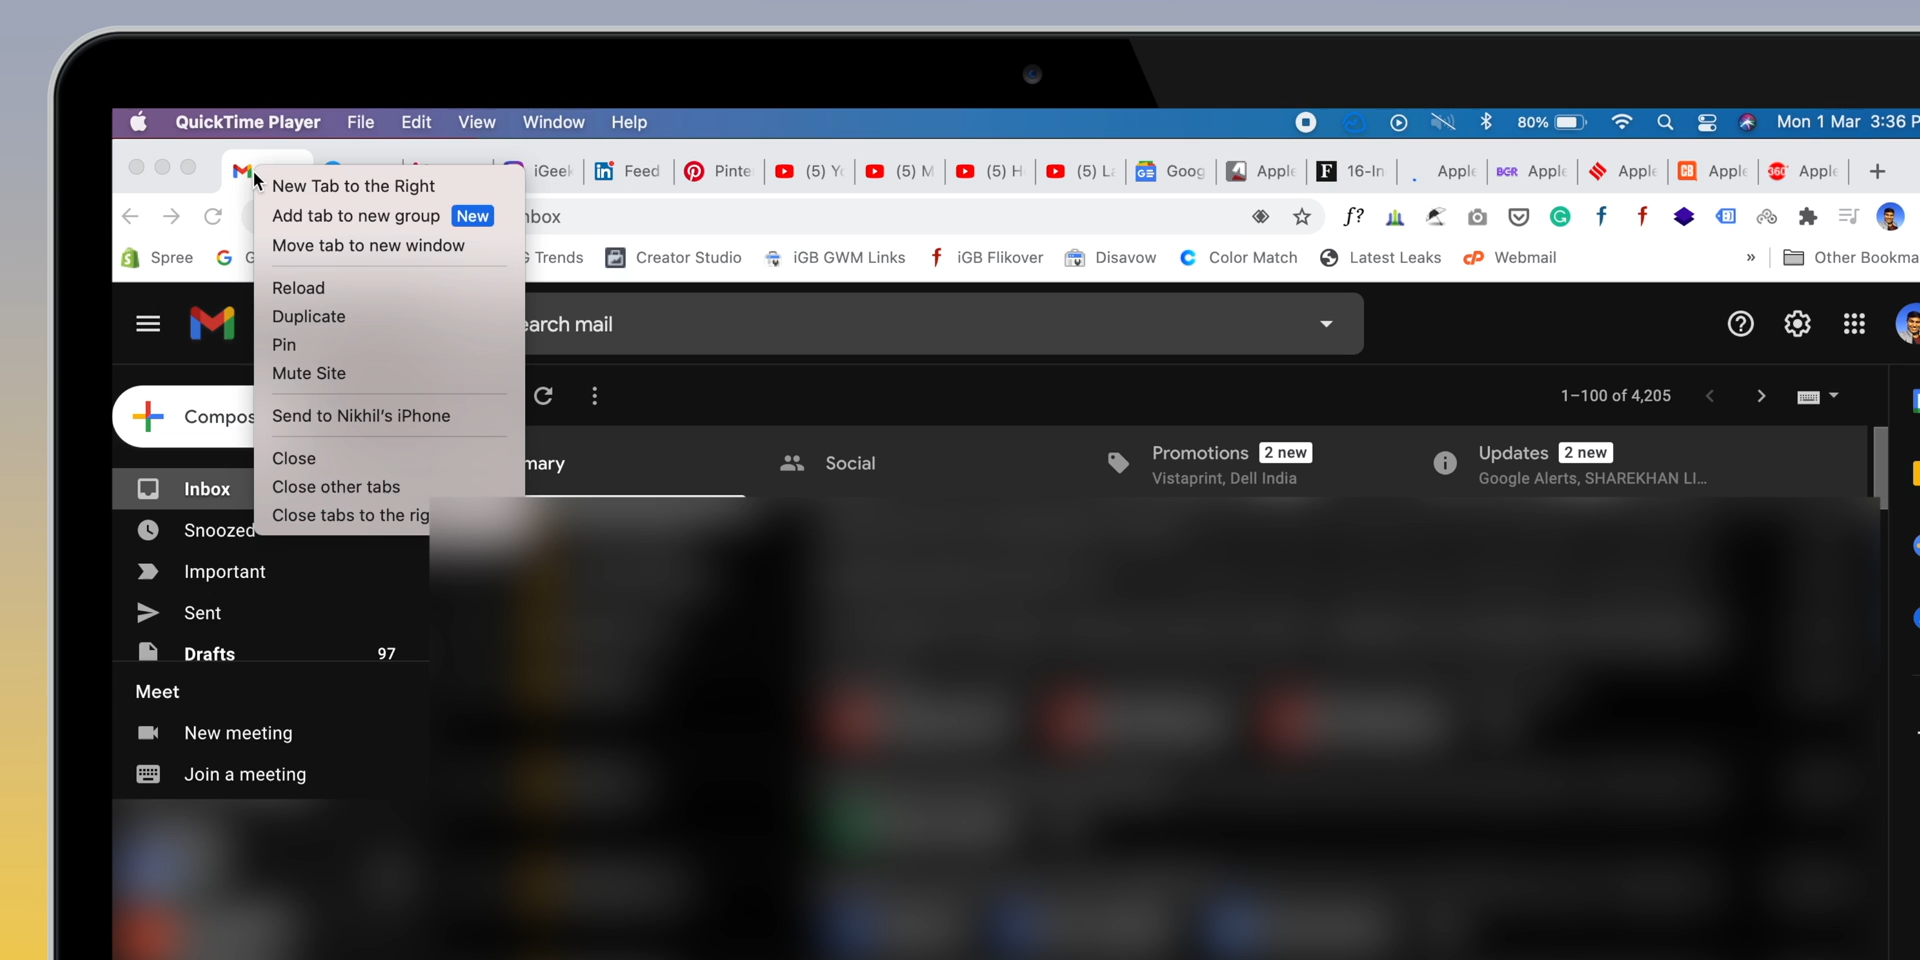 QuickTime Player File Edit View Window Help 80% Mon 1 Mar 3:36 P
iGeek Feed Pinte (5) Yo (5) M (5) H (5) La Goog Apple 16-In Apple BGR Apple Apple CB Apple 360° Apple
nbox f?
Spree G G Trends Creator Studio iGB GWM Links iGB Flikover Disavow Color Match Latest Leaks Webmail » Other Bookma
New Tab to the Right
Add tab to new group New
Move tab to new window
Reload
Duplicate
Pin
Mute Site
Send to Nikhil's iPhone
Close
Close other tabs
Close tabs to the rig
earch mail
Compos
1–100 of 4,205
mary Social Promotions 2 new Updates 2 new
Vistaprint, Dell India Google Alerts, SHAREKHAN LI...
Inbox
Snoozed
Important
Sent
Drafts 97
Meet
New meeting
Join a meeting